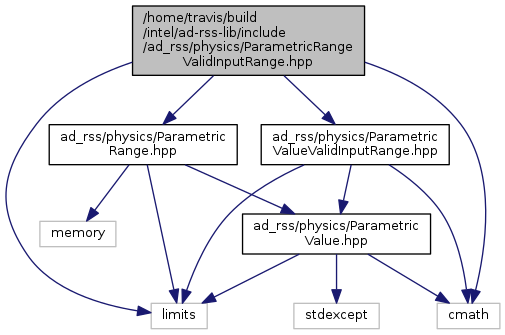 /home/travis/build
/intel/ad-rss-lib/include
/ad_rss/physics/ParametricRange
ValidInputRange.hpp
ad_rss/physics/Parametric
Range.hpp
ad_rss/physics/Parametric
ValueValidInputRange.hpp
memory
ad_rss/physics/Parametric
Value.hpp
limits
stdexcept
cmath